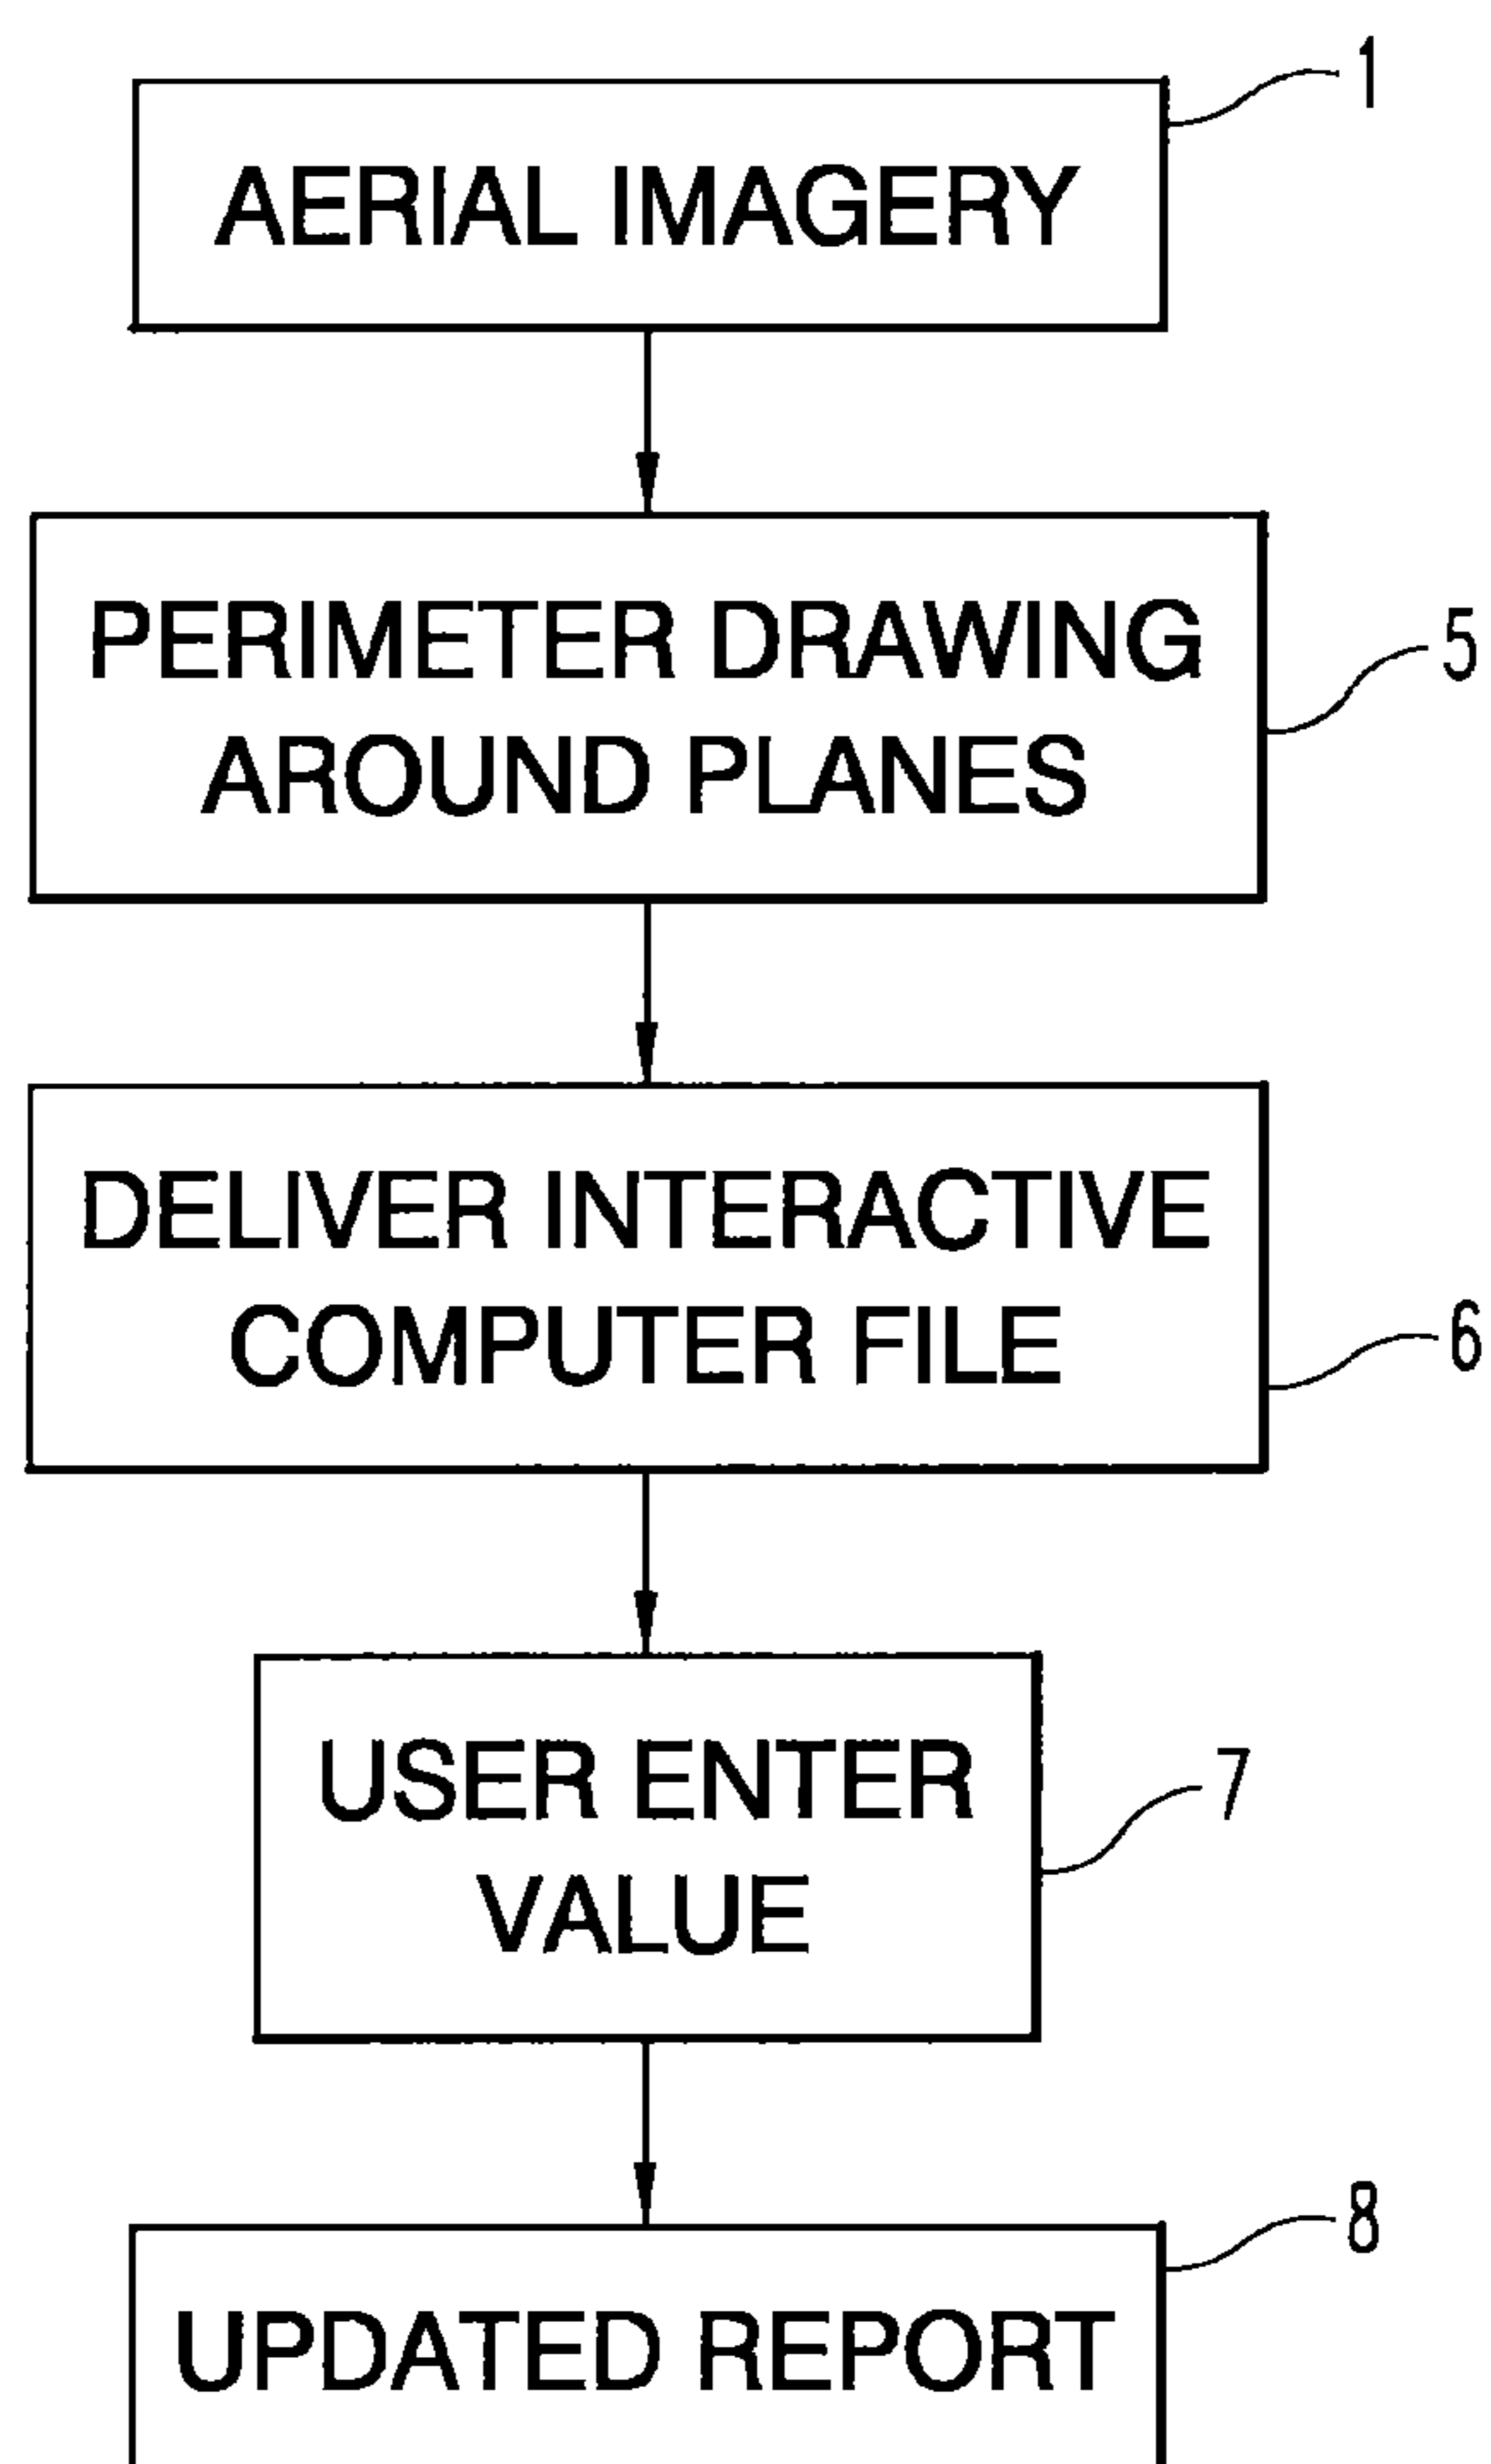 1
AERIAL IMAGERY
PERIMETER DRAWING
AROUND PLANES
5
DELIVER INTERACTIVE
COMPUTER FILE
6
USER ENTER
VALUE
7
8
UPDATED REPORT